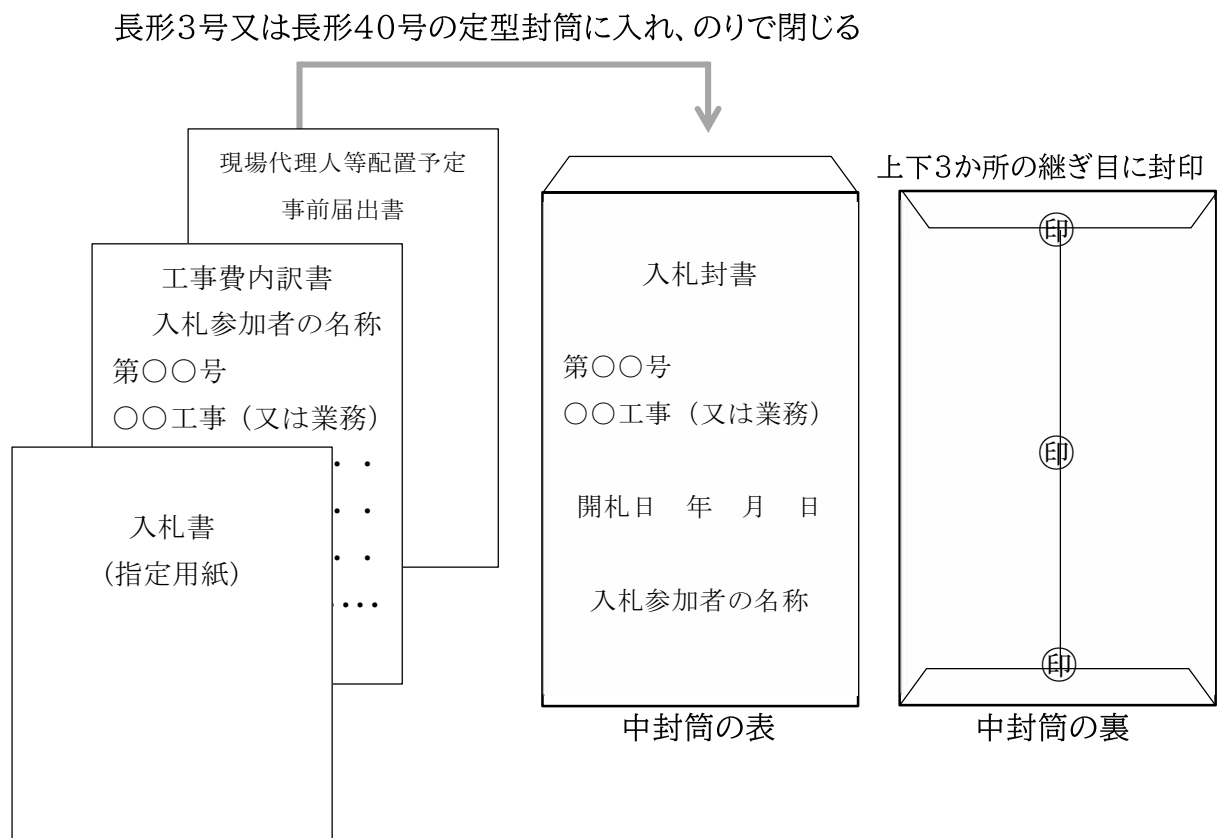 長形3号又は長形40号の定型封筒に入れ、のりで閉じる
現場代理人等配置予定
事前届出書
工事費内訳書
入札参加者の名称
第○○号
○○工事（又は業務）
・・
・・
・・
・・・・
入札書
（指定用紙）
入札封書
第○○号
○○工事（又は業務）
開札日　年　月　日
入札参加者の名称
中封筒の表
上下3か所の継ぎ目に封印
㊞
㊞
㊞
中封筒の裏